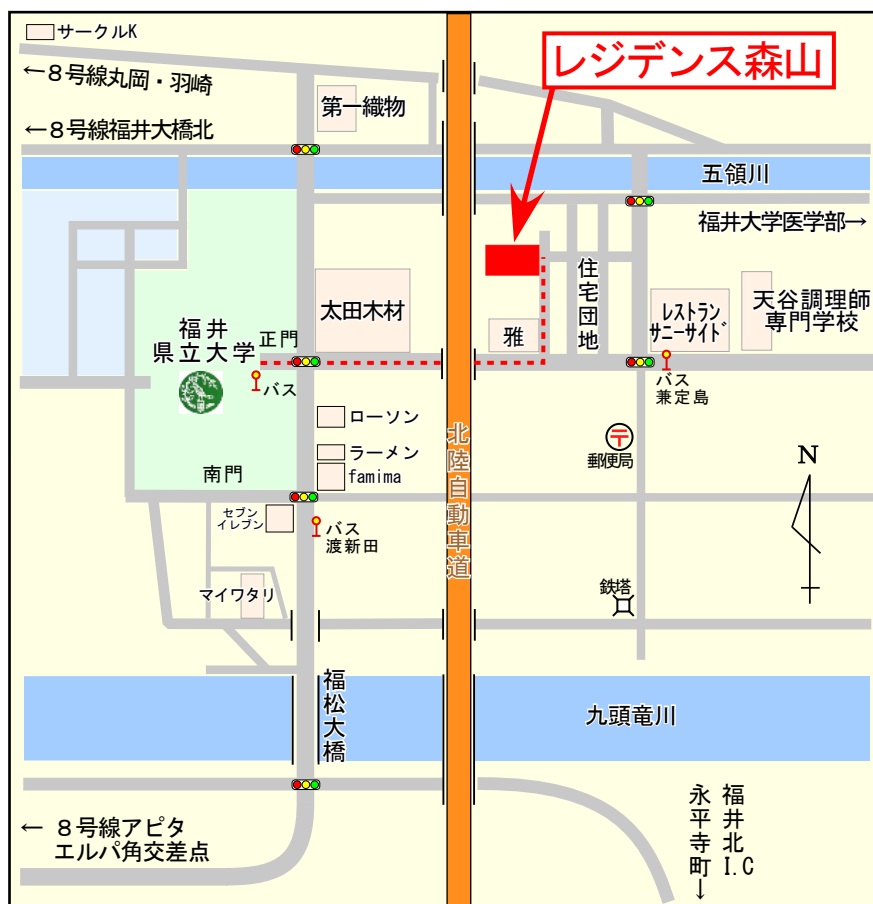 サークルK
←8号線丸岡・羽崎
レジデンス森山
第一織物
←8号線福井大橋北
五領川
福井大学医学部→
住宅団地
太田木材
レストラン
サニーサイド
天谷調理師
専門学校
福井
県立大学
正門
雅
バス
バス
兼定島
ローソン
ラーメン
famima
北陸自動車道
郵便局
N
南門
セブン
イレブン
バス
渡新田
マイワタリ
鉄塔
福松大橋
九頭竜川
← 8号線アピタ
エルパ角交差点
福井北I.C
永平寺町↓